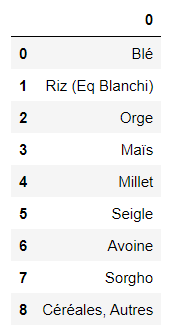 0
0 Blé
1 Riz (Eq Blanchi)
2 Orge
3 Maïs
4 Millet
5 Seigle
6 Avoine
7 Sorgho
8 Céréales, Autres